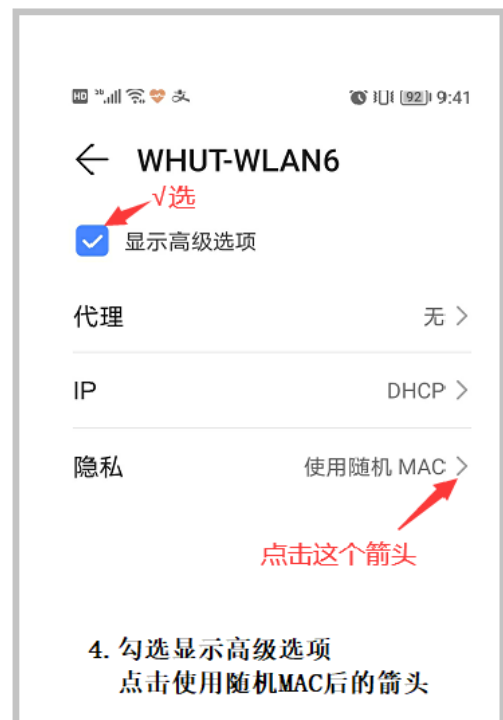 HD 92 9:41
WHUT-WLAN6
√选
显示高级选项
代理 无
IP DHCP
隐私 使用随机 MAC
点击这个箭头
4. 勾选显示高级选项
点击使用随机MAC后的箭头